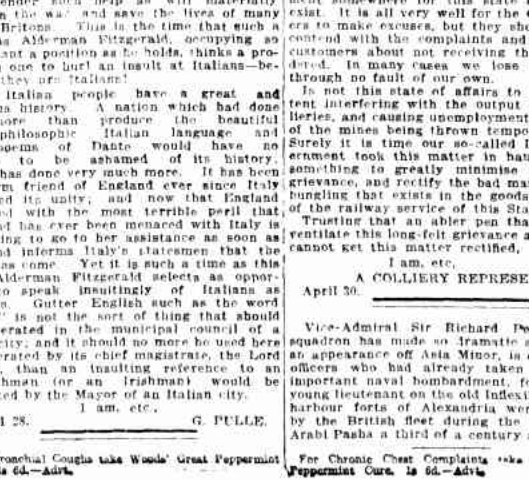 ender such help as will materially
in the war and save the lives of many
Britons. This is the time that such a
as Alderman Fitzgerald, occupying so
ant a position as he holds, thinks a pro-
one to hurl an insult at Italians—be-
they are Italians!
Italian people have a great and
history. A nation which had done
more than produce the beautiful
philosophic Italian language and
poems of Dante would have no
to be ashamed of its history;
has done very much more. It has been
m friend of England ever since Italy
ed its unity; and now that England
d with the most terrible peril that
d has ever been menaced with Italy is
ing to go to her assistance as soon as
d informs Italy's statesmen that the
as come. Yet it is such a time as this
Alderman Fitzgerald selects as oppor-
to speak insultingly of Italians as
s. Gutter English such as the word
" is not the sort of thing that should
erated in the municipal council of a
city; and it should no more be used here
erated by its chief magistrate, the Lord
, than an insulting reference to an
hman (or an Irishman) would be
ted by the Mayor of an Italian city.
I am, etc.,
l 28. G. PULLE.
ronchial Coughs take Woods' Great Peppermint
1s 6d.—Advt.
ment somewhere for this state
exist. It is all very well for the
ers to make excuses, but they sho
contend with the complaints and
customers about not receiving th
dered. In many cases we lose
through no fault of our own.
Is not this state of affairs to
tent interfering with the output
lieries, and causing unemployment
of the mines being thrown tempo
Surely it is time our so-called L
ernment took this matter in han
something to greatly minimise
grievance, and rectify the bad ma
bungling that exists in the goods
of the railway service of this Sta
Trusting that an abler pen tha
ventilate this long-felt grievance a
cannot get this matter rectified,
I am, etc,
A COLLIERY REPRESE
April 30.
Vice-Admiral Sir Richard Pe
squadron has made so dramatic a
an appearance off Asia Minor, is
officers who had already taken
important naval bombardment, f
young lieutenant on the old Inflexi
harbour forts of Alexandria wer
by the British fleet during the
Arabi Pasha a third of a century a
For Chronic Chest Complaints take
Peppermint Cure. 1s 6d.—Advt.